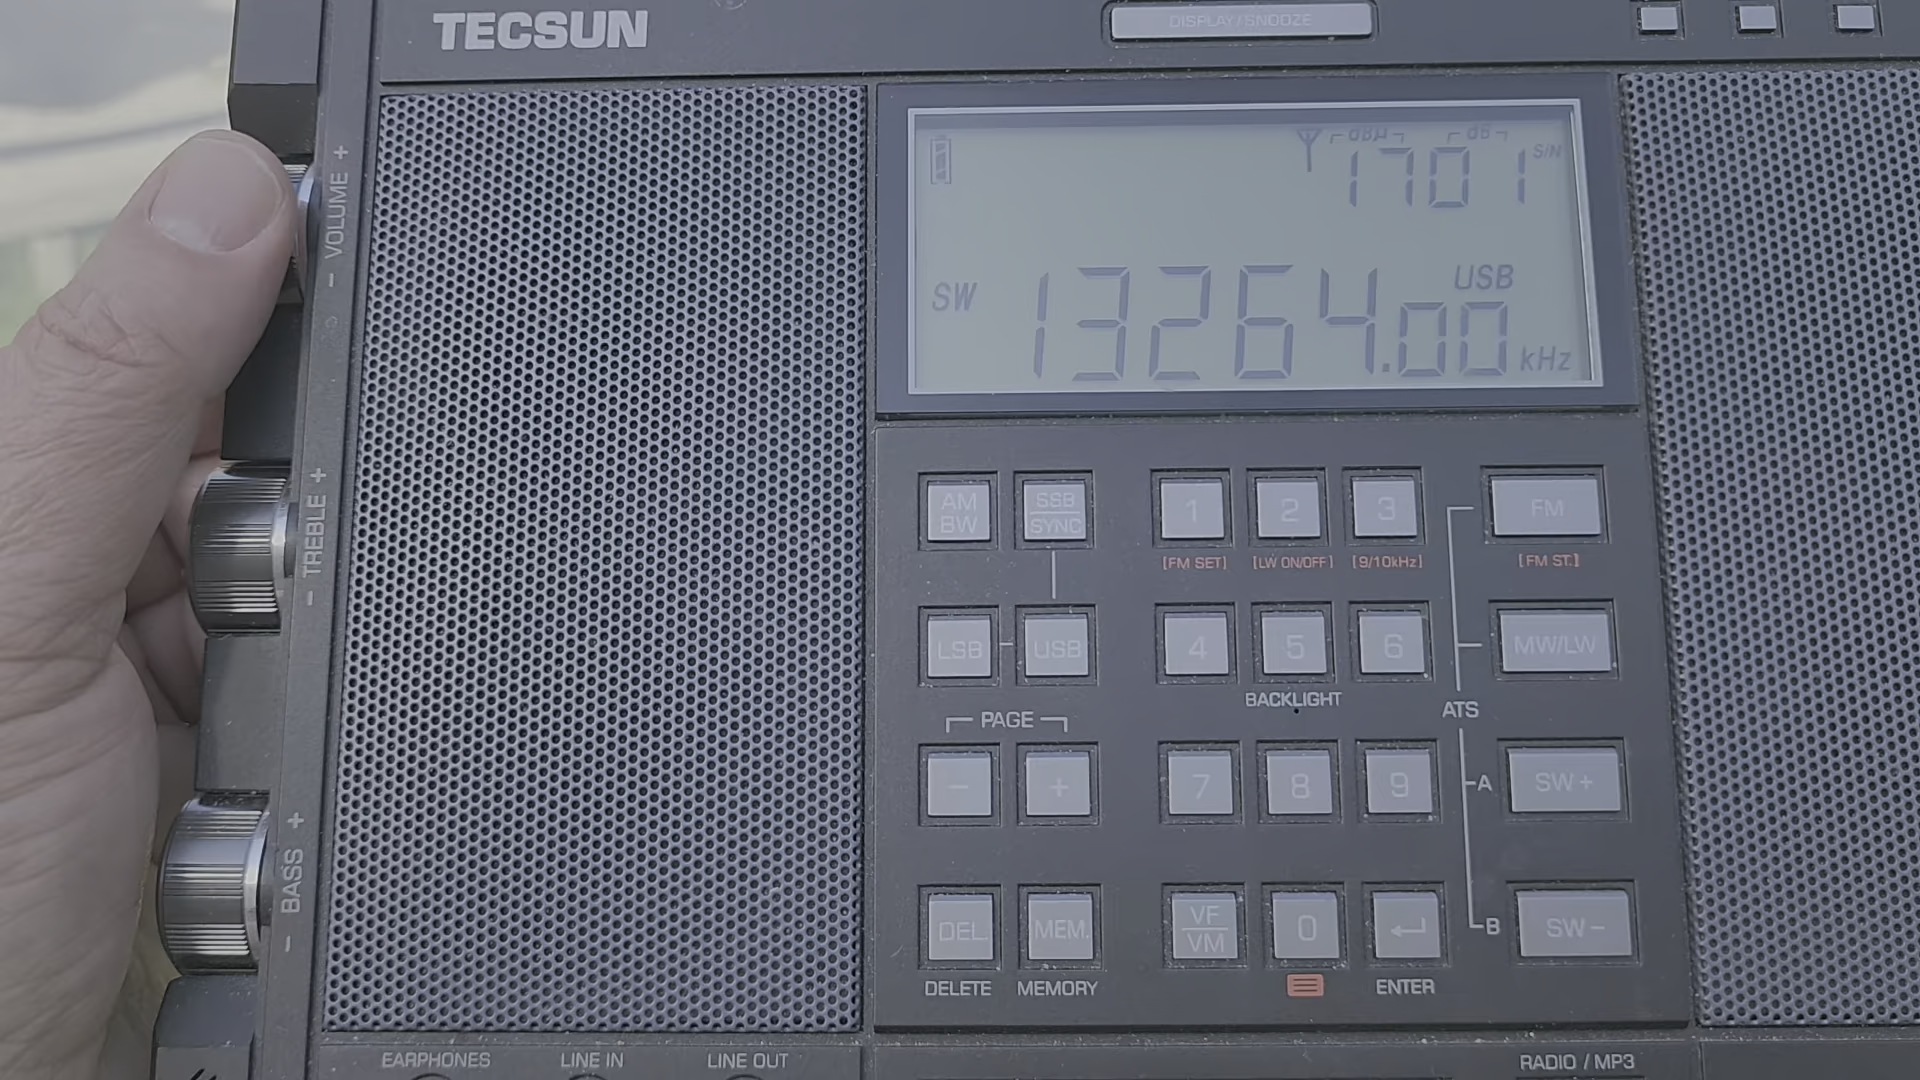 TECSUN
DISPLAY/SNOOZE
dBµ dB
1701 S/N
SW 13264.00 USB kHz
- VOLUME +
- TREBLE +
- BASS +
AM BW
SSB SYNC
1 2 3
FM
[FM SET] [LW ON/OFF] [9/10kHz] [FM ST.]
LSB - USB
4 5 6
MW/LW
BACKLIGHT
ATS
PAGE
- +
7 8 9
A
SW+
DEL MEM.
VF VM
0
B
SW-
DELETE MEMORY
ENTER
EARPHONES LINE IN LINE OUT
RADIO / MP3